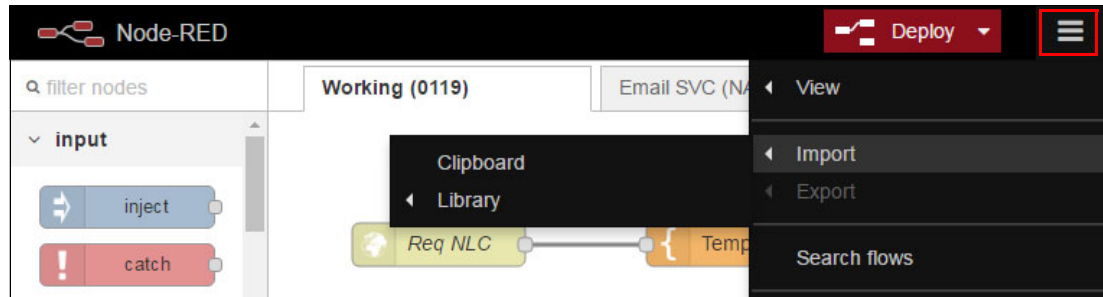 Node-RED
Deploy
filter nodes
Working (0119)
Email SVC (NA
View
input
Import
Clipboard
Library
Export
inject
Req NLC
Temp
Search flows
catch